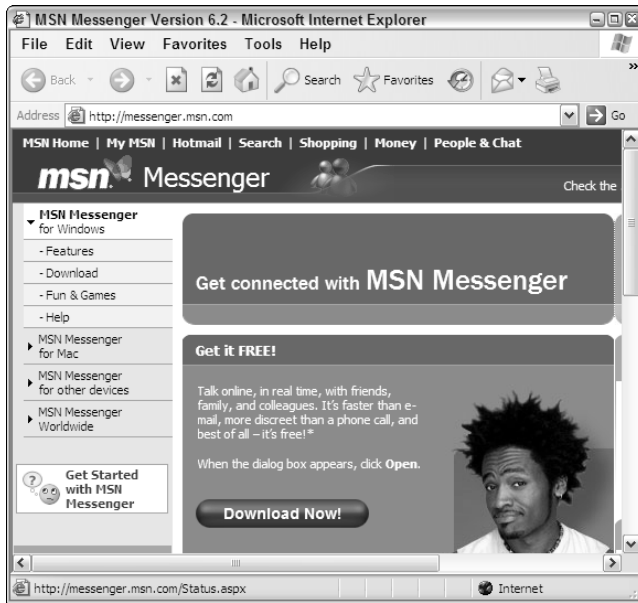 MSN Messenger Version 6.2 - Microsoft Internet Explorer
File Edit View Favorites Tools Help
Back Search Favorites »
Address http://messenger.msn.com Go
MSN Home | My MSN | Hotmail | Search | Shopping | Money | People & Chat
msn Messenger
Check the
MSN Messenger
for Windows
- Features
- Download
- Fun & Games
- Help
MSN Messenger
for Mac
MSN Messenger
for other devices
MSN Messenger
Worldwide
Get Started
with MSN
Messenger
Get connected with MSN Messenger
Get it FREE!
Talk online, in real time, with friends,
family, and colleagues. It's faster than e-
mail, more discreet than a phone call, and
best of all – it's free!*
When the dialog box appears, click Open.
Download Now!
http://messenger.msn.com/Status.aspx Internet